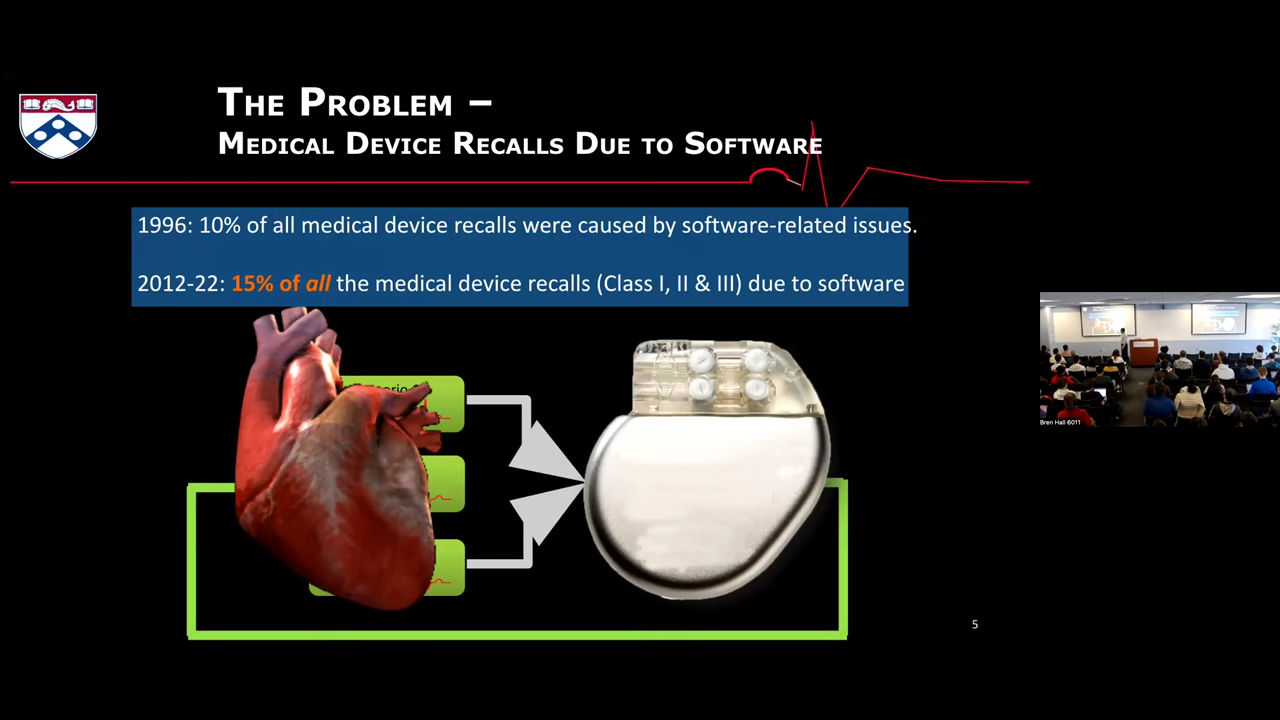 THE PROBLEM –
MEDICAL DEVICE RECALLS DUE TO SOFTWARE
1996: 10% of all medical device recalls were caused by software-related issues.
2012-22: 15% of all the medical device recalls (Class I, II & III) due to software
5
Bren Hall 6011